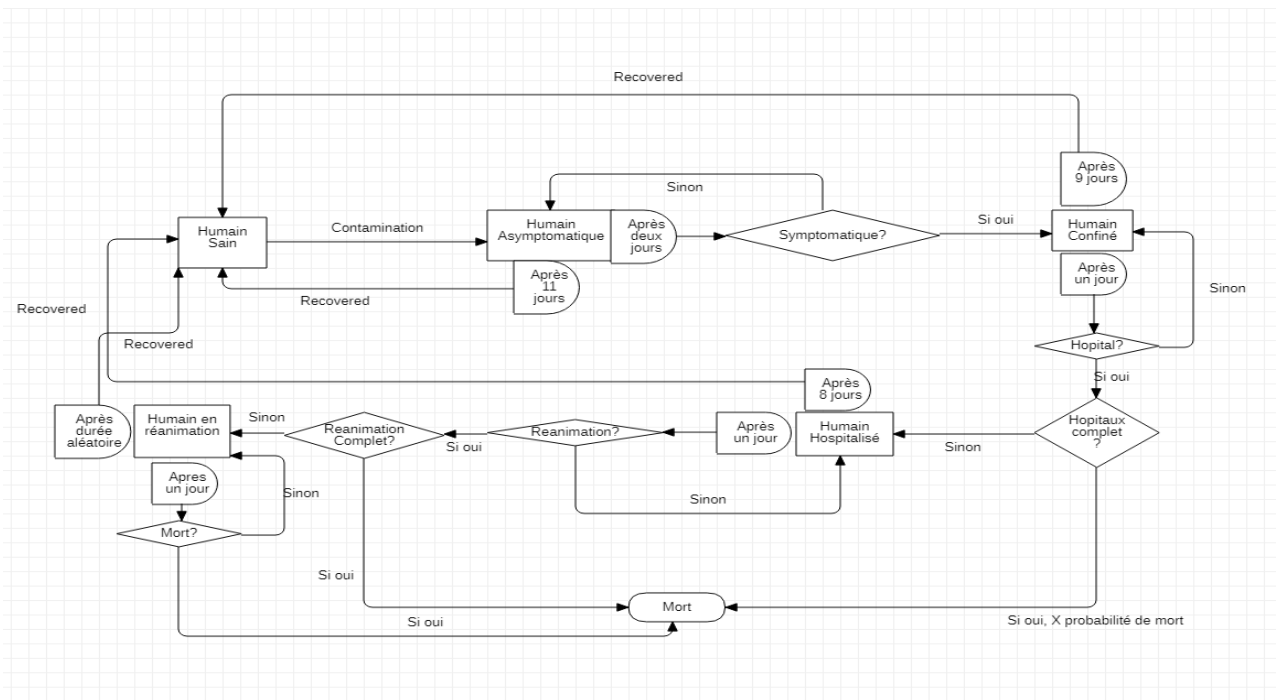 Recovered
Après
9 jours
Sinon
Humain
Sain
Contamination
Humain
Asymptomatique
Après
deux
jours
Symptomatique?
Si oui
Humain
Confiné
Après
11
jours
Recovered
Après
un jour
Sinon
Recovered
Recovered
Hopital?
Si oui
Après
8 jours
Après
durée
aléatoire
Humain en
réanimation
Sinon
Reanimation
Complet?
Si oui
Reanimation?
Après
un jour
Humain
Hospitalisé
Sinon
Hopitaux
complet
?
Apres
un jour
Sinon
Sinon
Mort?
Si oui
Mort
Si oui
Si oui, X probabilité de mort